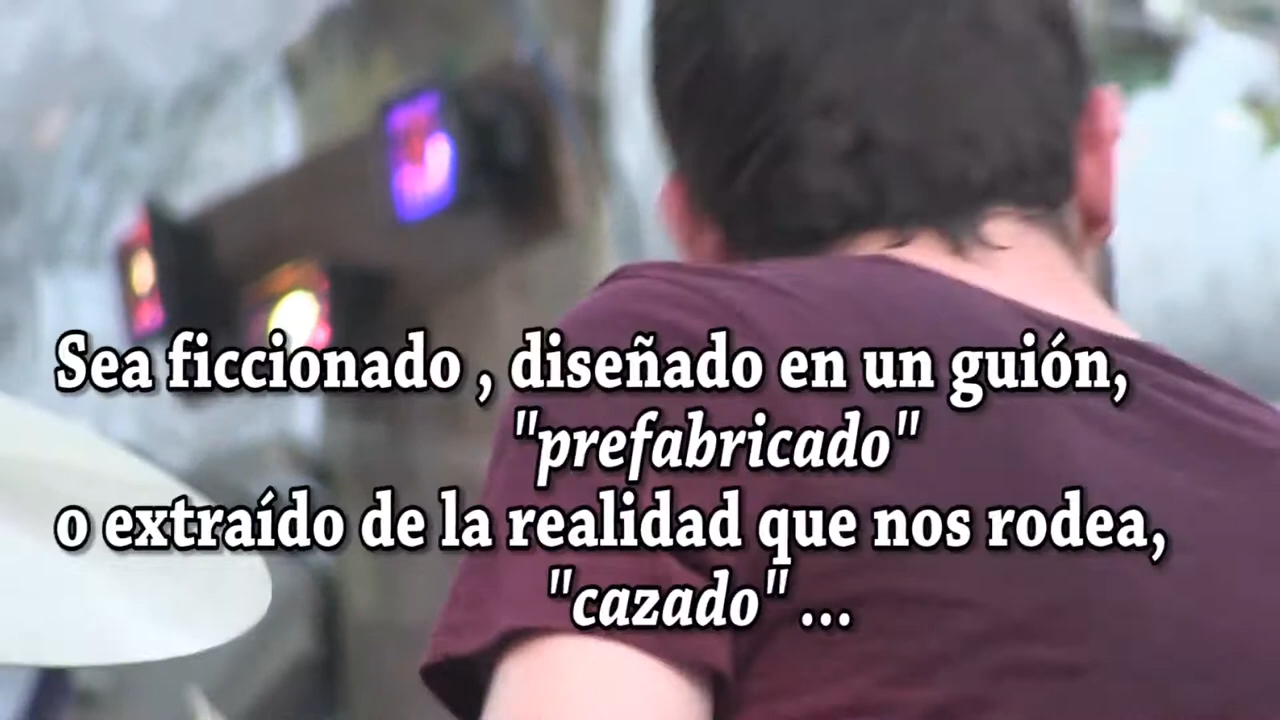 Sea ficcionado , diseñado en un guión,
"prefabricado"
o extraído de la realidad que nos rodea,
"cazado" ...